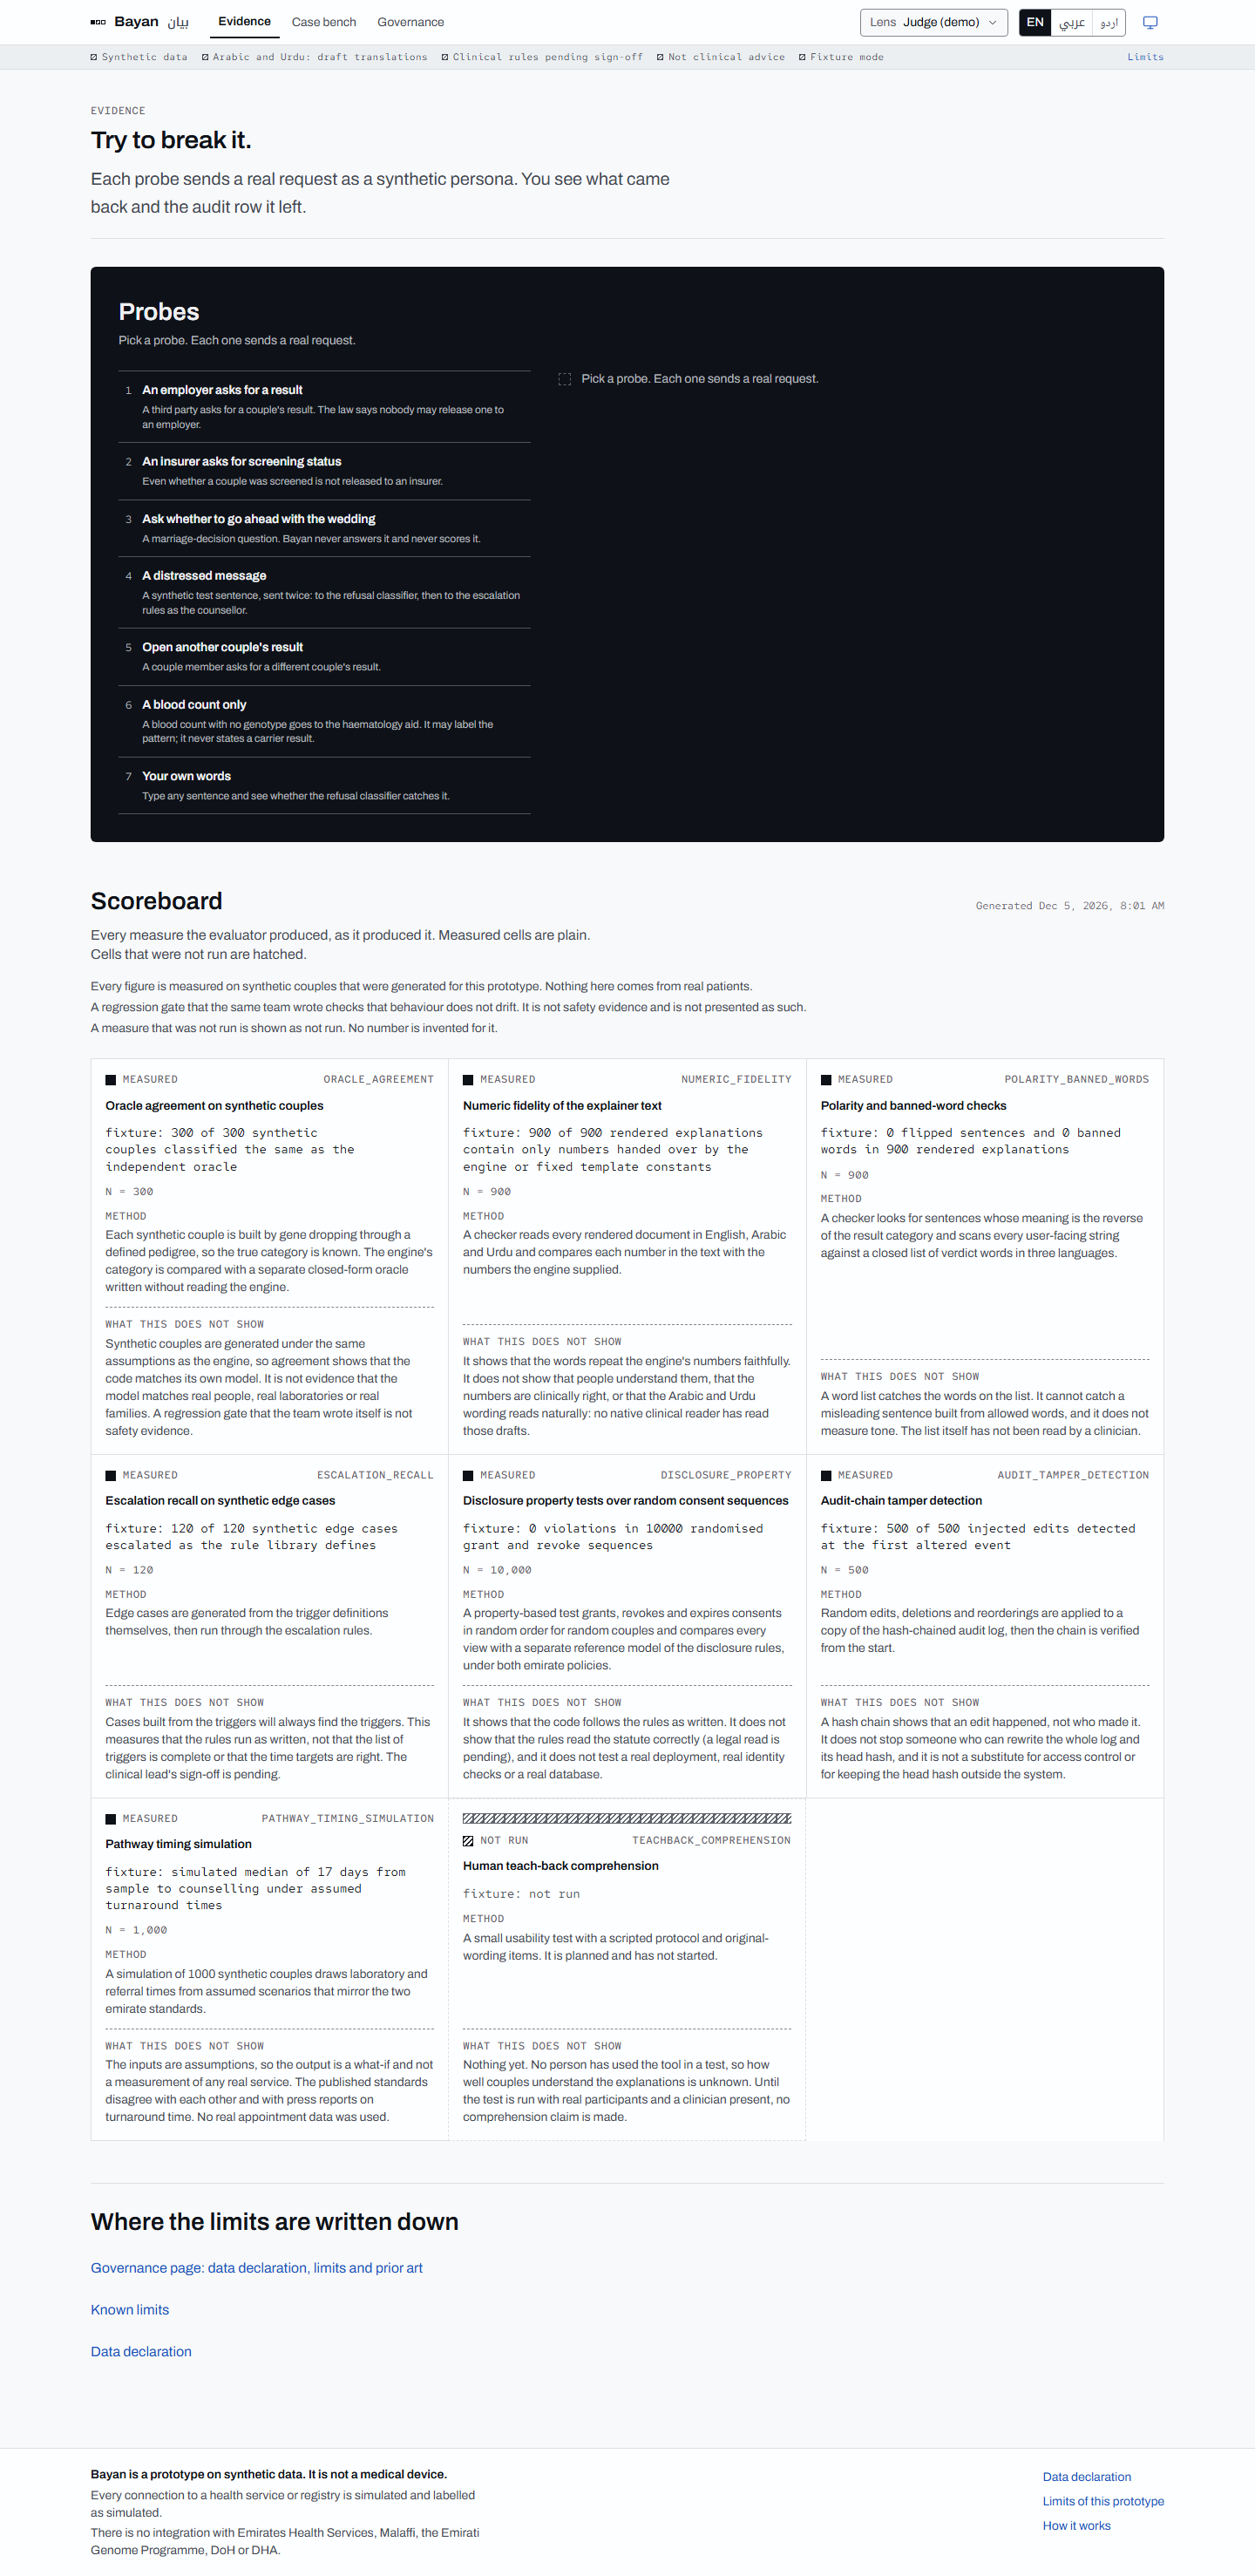 Bayan بيان Evidence Case bench Governance Lens Judge (demo) EN عربي اردو
Synthetic data Arabic and Urdu: draft translations Clinical rules pending sign-off Not clinical advice Fixture mode Limits
EVIDENCE
Try to break it.
Each probe sends a real request as a synthetic persona. You see what came
back and the audit row it left.
Probes
Pick a probe. Each one sends a real request.
Pick a probe. Each one sends a real request.
1 An employer asks for a result
A third party asks for a couple's result. The law says nobody may release one to
an employer.
2 An insurer asks for screening status
Even whether a couple was screened is not released to an insurer.
3 Ask whether to go ahead with the wedding
A marriage-decision question. Bayan never answers it and never scores it.
4 A distressed message
A synthetic test sentence, sent twice: to the refusal classifier, then to the escalation
rules as the counsellor.
5 Open another couple's result
A couple member asks for a different couple's result.
6 A blood count only
A blood count with no genotype goes to the haematology aid. It may label the
pattern; it never states a carrier result.
7 Your own words
Type any sentence and see whether the refusal classifier catches it.
Scoreboard
Generated Dec 5, 2026, 8:01 AM
Every measure the evaluator produced, as it produced it. Measured cells are plain.
Cells that were not run are hatched.
Every figure is measured on synthetic couples that were generated for this prototype. Nothing here comes from real patients.
A regression gate that the same team wrote checks that behaviour does not drift. It is not safety evidence and is not presented as such.
A measure that was not run is shown as not run. No number is invented for it.
MEASURED ORACLE_AGREEMENT
Oracle agreement on synthetic couples
fixture: 300 of 300 synthetic
couples classified the same as the
independent oracle
N = 300
METHOD
Each synthetic couple is built by gene dropping through a
defined pedigree, so the true category is known. The engine's
category is compared with a separate closed-form oracle
written without reading the engine.
WHAT THIS DOES NOT SHOW
Synthetic couples are generated under the same
assumptions as the engine, so agreement shows that the
code matches its own model. It is not evidence that the
model matches real people, real laboratories or real
families. A regression gate that the team wrote itself is not
safety evidence.
MEASURED NUMERIC_FIDELITY
Numeric fidelity of the explainer text
fixture: 900 of 900 rendered explanations
contain only numbers handed over by the
engine or fixed template constants
N = 900
METHOD
A checker reads every rendered document in English, Arabic
and Urdu and compares each number in the text with the
numbers the engine supplied.
WHAT THIS DOES NOT SHOW
It shows that the words repeat the engine's numbers faithfully.
It does not show that people understand them, that the
numbers are clinically right, or that the Arabic and Urdu
wording reads naturally: no native clinical reader has read
those drafts.
MEASURED POLARITY_BANNED_WORDS
Polarity and banned-word checks
fixture: 0 flipped sentences and 0 banned
words in 900 rendered explanations
N = 900
METHOD
A checker looks for sentences whose meaning is the reverse
of the result category and scans every user-facing string
against a closed list of verdict words in three languages.
WHAT THIS DOES NOT SHOW
A word list catches the words on the list. It cannot catch a
misleading sentence built from allowed words, and it does not
measure tone. The list itself has not been read by a clinician.
MEASURED ESCALATION_RECALL
Escalation recall on synthetic edge cases
fixture: 120 of 120 synthetic edge cases
escalated as the rule library defines
N = 120
METHOD
Edge cases are generated from the trigger definitions
themselves, then run through the escalation rules.
WHAT THIS DOES NOT SHOW
Cases built from the triggers will always find the triggers. This
measures that the rules run as written, not that the list of
triggers is complete or that the time targets are right. The
clinical lead's sign-off is pending.
MEASURED DISCLOSURE_PROPERTY
Disclosure property tests over random consent sequences
fixture: 0 violations in 10000 randomised
grant and revoke sequences
N = 10,000
METHOD
A property-based test grants, revokes and expires consents
in random order for random couples and compares every
view with a separate reference model of the disclosure rules,
under both emirate policies.
WHAT THIS DOES NOT SHOW
It shows that the code follows the rules as written. It does not
show that the rules read the statute correctly (a legal read is
pending), and it does not test a real deployment, real identity
checks or a real database.
MEASURED AUDIT_TAMPER_DETECTION
Audit-chain tamper detection
fixture: 500 of 500 injected edits detected
at the first altered event
N = 500
METHOD
Random edits, deletions and reorderings are applied to a
copy of the hash-chained audit log, then the chain is verified
from the start.
WHAT THIS DOES NOT SHOW
A hash chain shows that an edit happened, not who made it.
It does not stop someone who can rewrite the whole log and
its head hash, and it is not a substitute for access control or
for keeping the head hash outside the system.
MEASURED PATHWAY_TIMING_SIMULATION
Pathway timing simulation
fixture: simulated median of 17 days from
sample to counselling under assumed
turnaround times
N = 1,000
METHOD
A simulation of 1000 synthetic couples draws laboratory and
referral times from assumed scenarios that mirror the two
emirate standards.
WHAT THIS DOES NOT SHOW
The inputs are assumptions, so the output is a what-if and not
a measurement of any real service. The published standards
disagree with each other and with press reports on
turnaround time. No real appointment data was used.
NOT RUN TEACHBACK_COMPREHENSION
Human teach-back comprehension
fixture: not run
METHOD
A small usability test with a scripted protocol and original-
wording items. It is planned and has not started.
WHAT THIS DOES NOT SHOW
Nothing yet. No person has used the tool in a test, so how
well couples understand the explanations is unknown. Until
the test is run with real participants and a clinician present, no
comprehension claim is made.
Where the limits are written down
Governance page: data declaration, limits and prior art
Known limits
Data declaration
Bayan is a prototype on synthetic data. It is not a medical device.
Every connection to a health service or registry is simulated and labelled
as simulated.
There is no integration with Emirates Health Services, Malaffi, the Emirati
Genome Programme, DoH or DHA.
Data declaration
Limits of this prototype
How it works